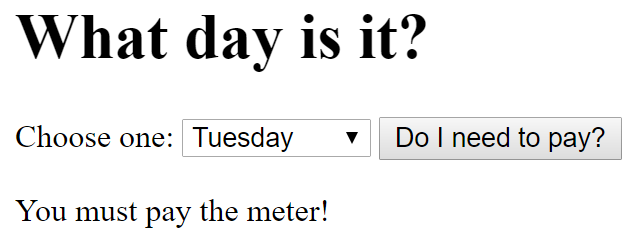 What day is it?
Choose one: Tuesday Do I need to pay?
You must pay the meter!